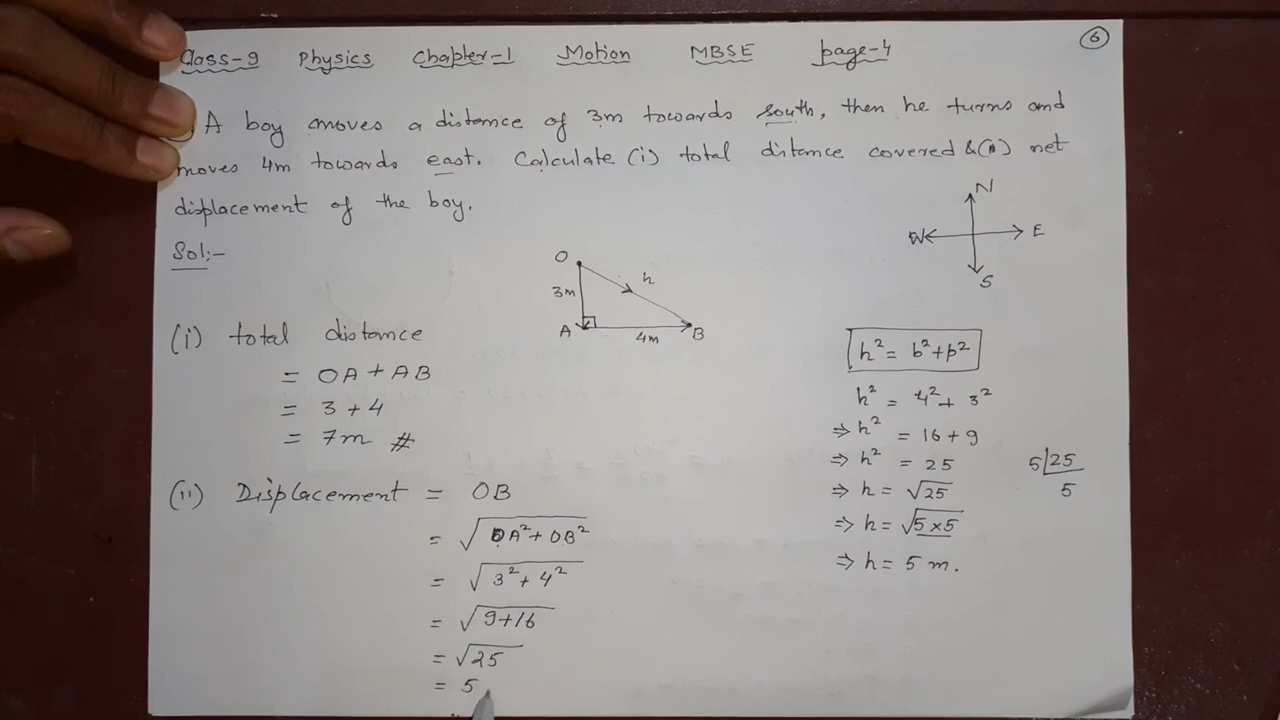 6
Class-9 Physics Chapter-1 Motion MBSE page-4
A boy moves a distance of 3m towards south, then he turns and
moves 4m towards east. Calculate (i) total distance covered & (ii) net
displacement of the boy.
Sol:-
N
W E
S
O
h
3m
A B
4m
(i) total distance
= OA + AB
= 3 + 4
= 7m #
h² = b² + p²
h² = 4² + 3²
⇒ h² = 16 + 9
⇒ h² = 25
⇒ h = √25
⇒ h = √5×5
⇒ h = 5 m.
5|25
5
(ii) Displacement = OB
= √OA² + OB²
= √3² + 4²
= √9+16
= √25
= 5